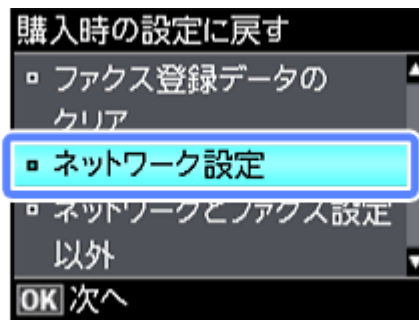 購入時の設定に戻す
ファクス登録データの
クリア
ネットワーク設定
ネットワークとファクス設定
以外
OK 次へ